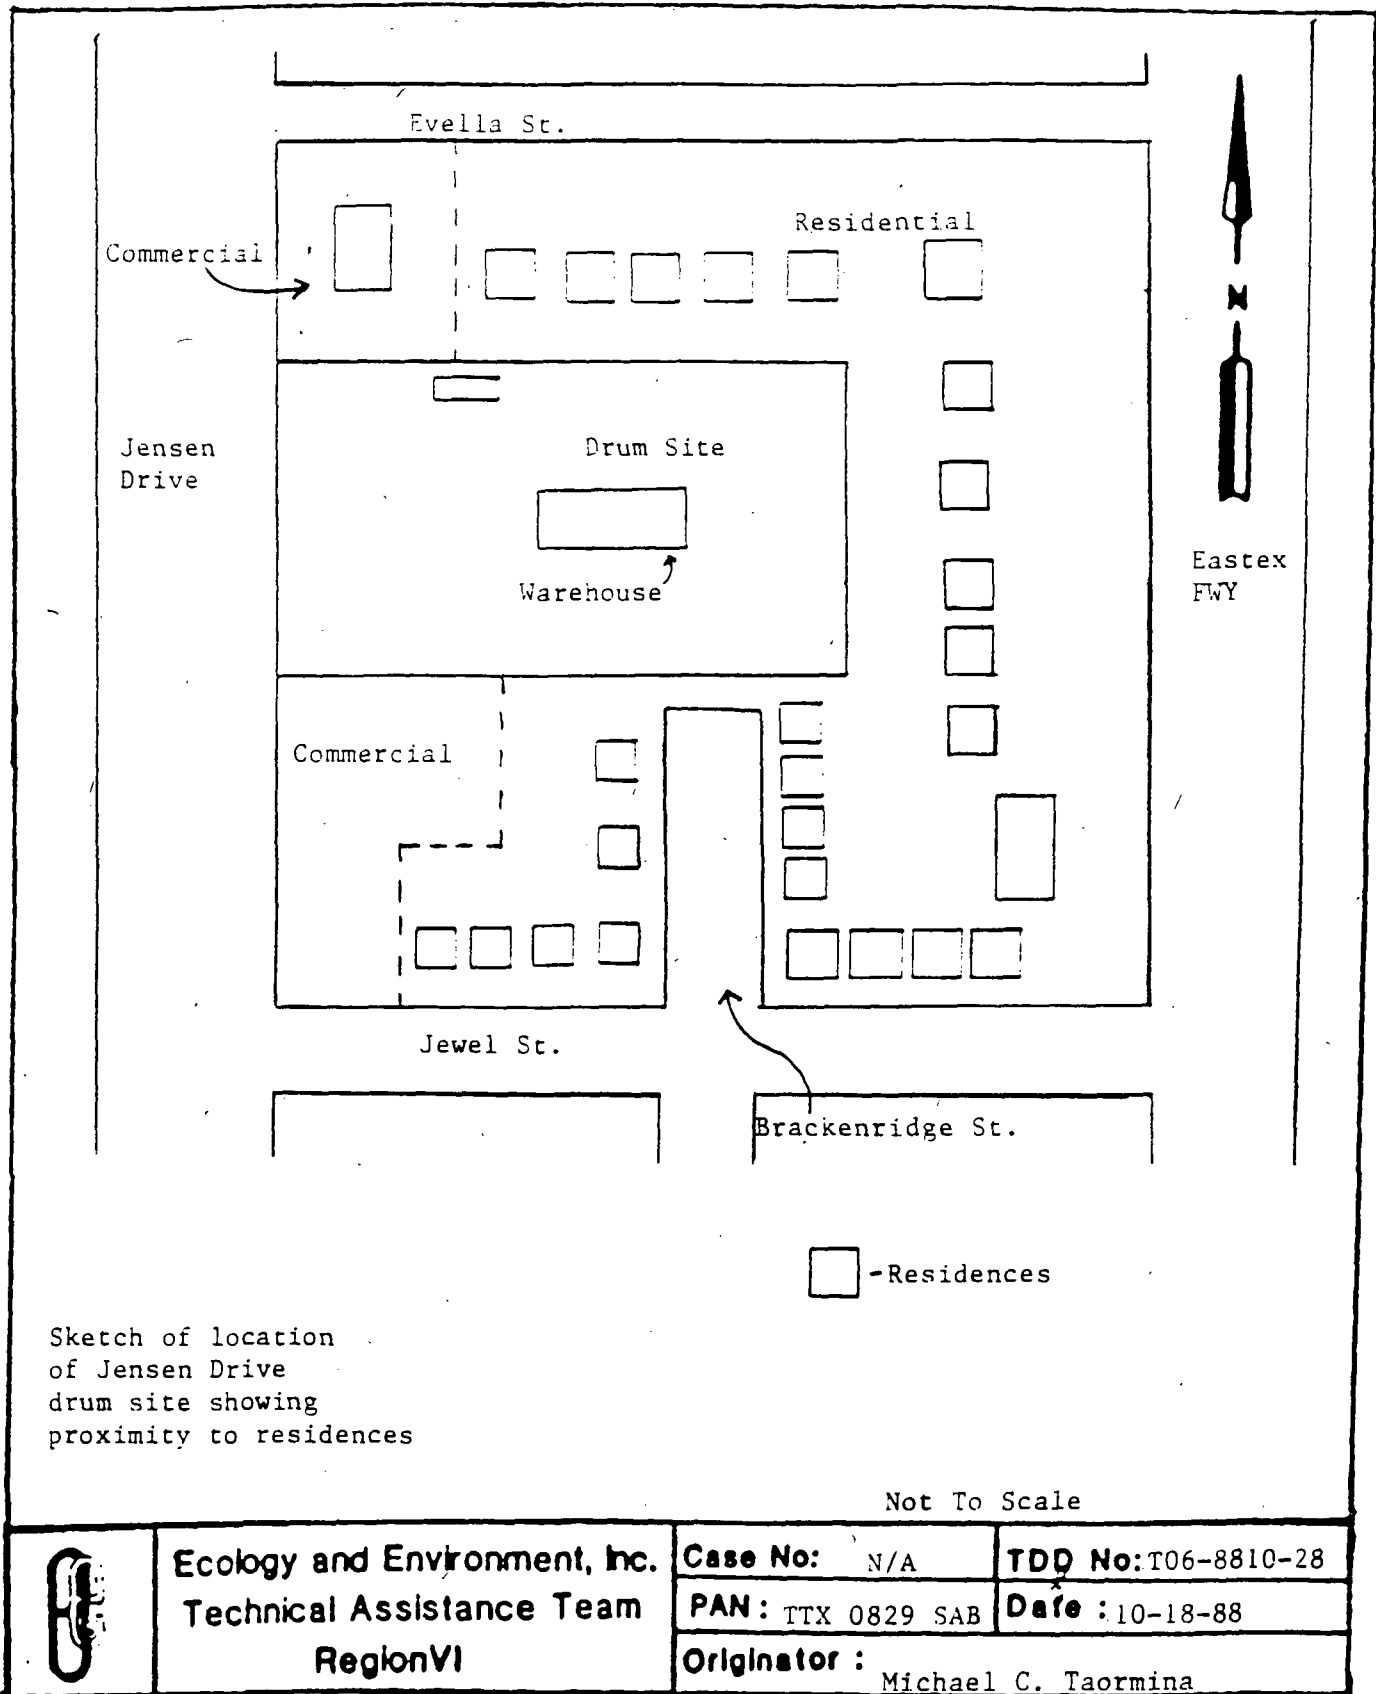 Evella St.
Residential
Commercial
Jensen
Drive
Drum Site
Warehouse
N
Eastex
FWY
Commercial
Jewel St.
Brackenridge St.
-Residences
Sketch of location
of Jensen Drive
drum site showing
proximity to residences
Not To Scale
Ecology and Environment, Inc.
Technical Assistance Team
RegionVI
Case No: N/A
TDD No: T06-8810-28
PAN: TTX 0829 SAB
Date: 10-18-88
Originator: Michael C. Taormina